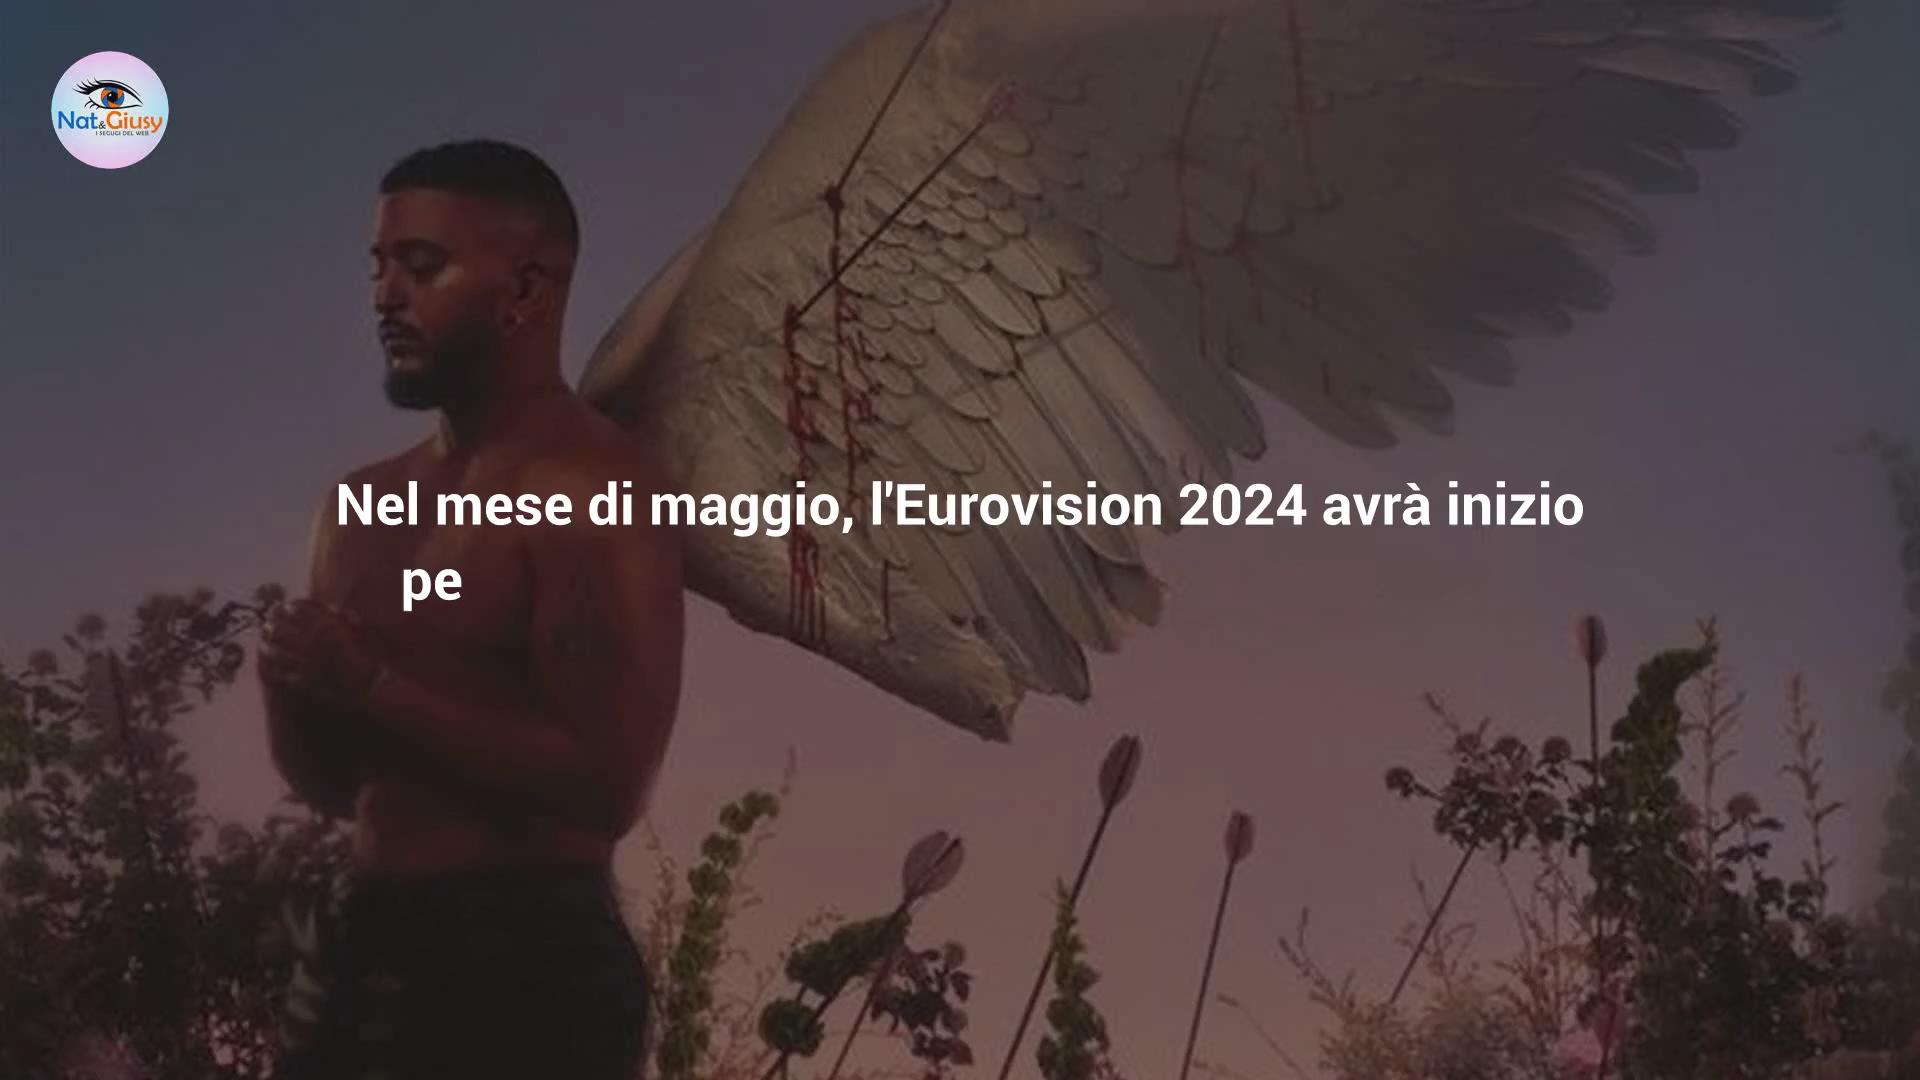 Nat&Giusy
I SEGUGI DEL WEB
Nel mese di maggio, l'Eurovision 2024 avrà inizio
pe